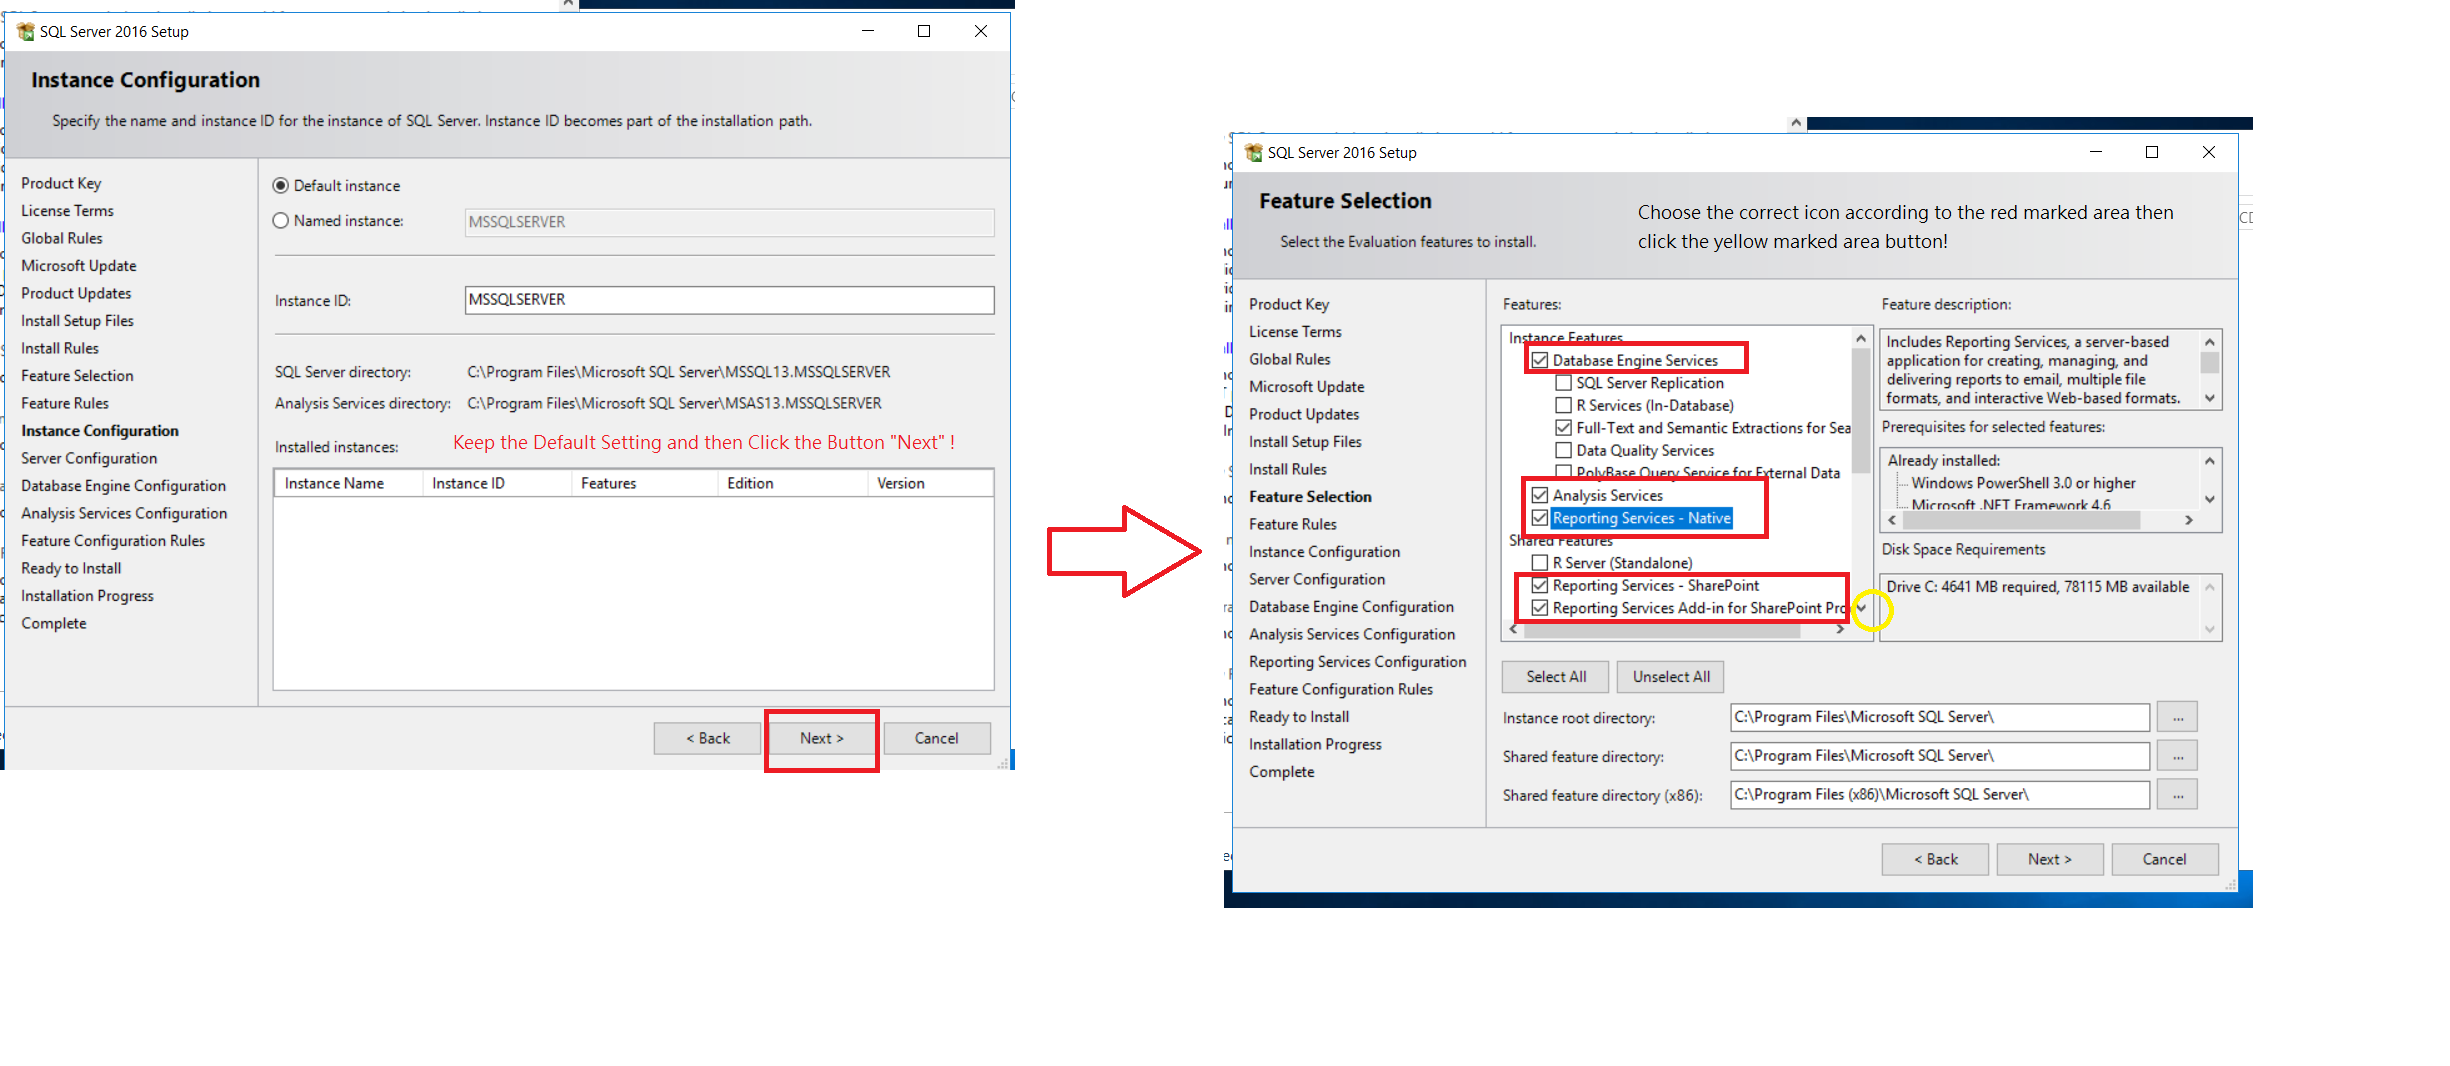 SQL Server 2016 Setup
Instance Configuration
Specify the name and instance ID for the instance of SQL Server. Instance ID becomes part of the installation path.
Product Key
License Terms
Global Rules
Microsoft Update
Product Updates
Install Setup Files
Install Rules
Feature Selection
Feature Rules
Instance Configuration
Server Configuration
Database Engine Configuration
Analysis Services Configuration
Feature Configuration Rules
Ready to Install
Installation Progress
Complete
Default instance
Named instance: MSSQLSERVER
Instance ID: MSSQLSERVER
SQL Server directory: C:\Program Files\Microsoft SQL Server\MSSQL13.MSSQLSERVER
Analysis Services directory: C:\Program Files\Microsoft SQL Server\MSAS13.MSSQLSERVER
Installed instances: Keep the Default Setting and then Click the Button "Next" !
Instance Name Instance ID Features Edition Version
< Back Next > Cancel
SQL Server 2016 Setup
Feature Selection
Select the Evaluation features to install.
Choose the correct icon according to the red marked area then
click the yellow marked area button!
Product Key
License Terms
Global Rules
Microsoft Update
Product Updates
Install Setup Files
Install Rules
Feature Selection
Feature Rules
Instance Configuration
Server Configuration
Database Engine Configuration
Analysis Services Configuration
Reporting Services Configuration
Feature Configuration Rules
Ready to Install
Installation Progress
Complete
Features:
Instance Features
Database Engine Services
SQL Server Replication
R Services (In-Database)
Full-Text and Semantic Extractions for Sea
Data Quality Services
PolyBase Query Service for External Data
Analysis Services
Reporting Services - Native
Shared Features
R Server (Standalone)
Reporting Services - SharePoint
Reporting Services Add-in for SharePoint Pro
Feature description:
Includes Reporting Services, a server-based
application for creating, managing, and
delivering reports to email, multiple file
formats, and interactive Web-based formats.
Prerequisites for selected features:
Already installed:
Windows PowerShell 3.0 or higher
Microsoft .NET Framework 4.6
Disk Space Requirements
Drive C: 4641 MB required, 78115 MB available
Select All Unselect All
Instance root directory: C:\Program Files\Microsoft SQL Server\ ...
Shared feature directory: C:\Program Files\Microsoft SQL Server\ ...
Shared feature directory (x86): C:\Program Files (x86)\Microsoft SQL Server\ ...
< Back Next > Cancel